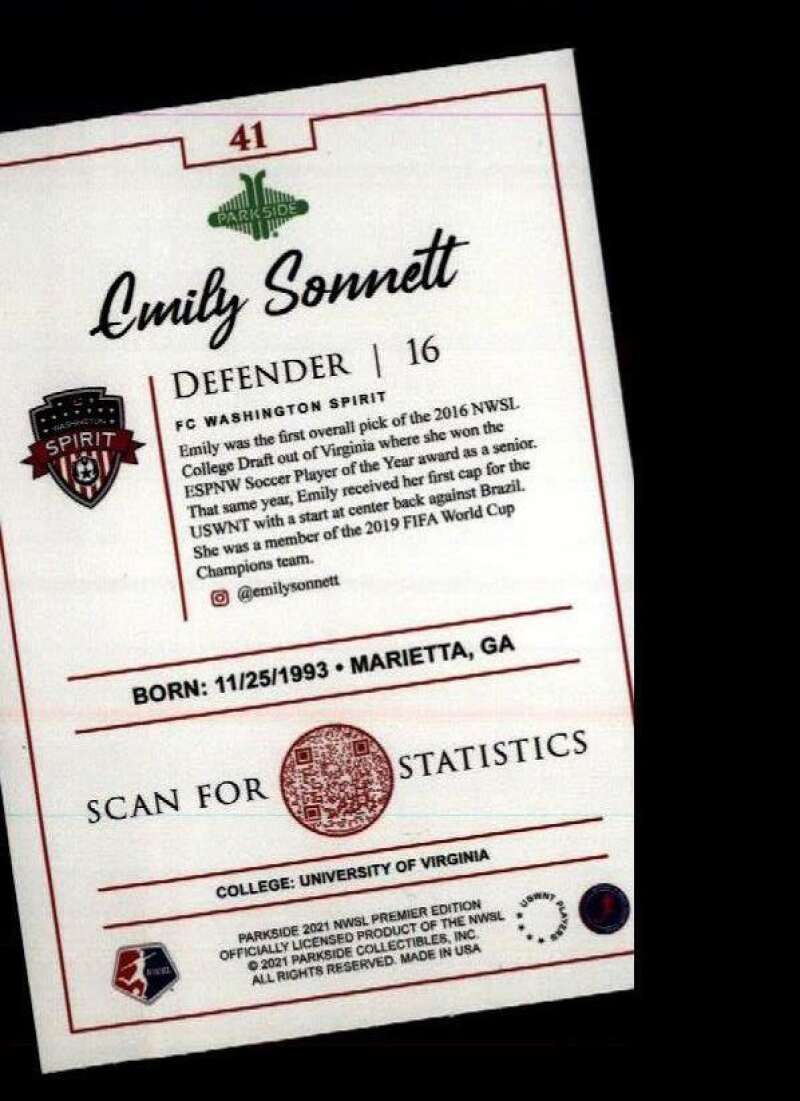 41
PARKSIDE
Emily Sonnett
DEFENDER | 16
FC WASHINGTON SPIRIT
WASHINGTON
SPIRIT
Emily was the first overall pick of the 2016 NWSL
College Draft out of Virginia where she won the
ESPNW Soccer Player of the Year award as a senior.
That same year, Emily received her first cap for the
USWNT with a start at center back against Brazil.
She was a member of the 2019 FIFA World Cup
Champions team.
@emilysonnett
BORN: 11/25/1993 • MARIETTA, GA
SCAN FOR STATISTICS
COLLEGE: UNIVERSITY OF VIRGINIA
PARKSIDE 2021 NWSL PREMIER EDITION
OFFICIALLY LICENSED PRODUCT OF THE NWSL
© 2021 PARKSIDE COLLECTIBLES, INC.
ALL RIGHTS RESERVED. MADE IN USA
NWSL
USWNT PLAYERS